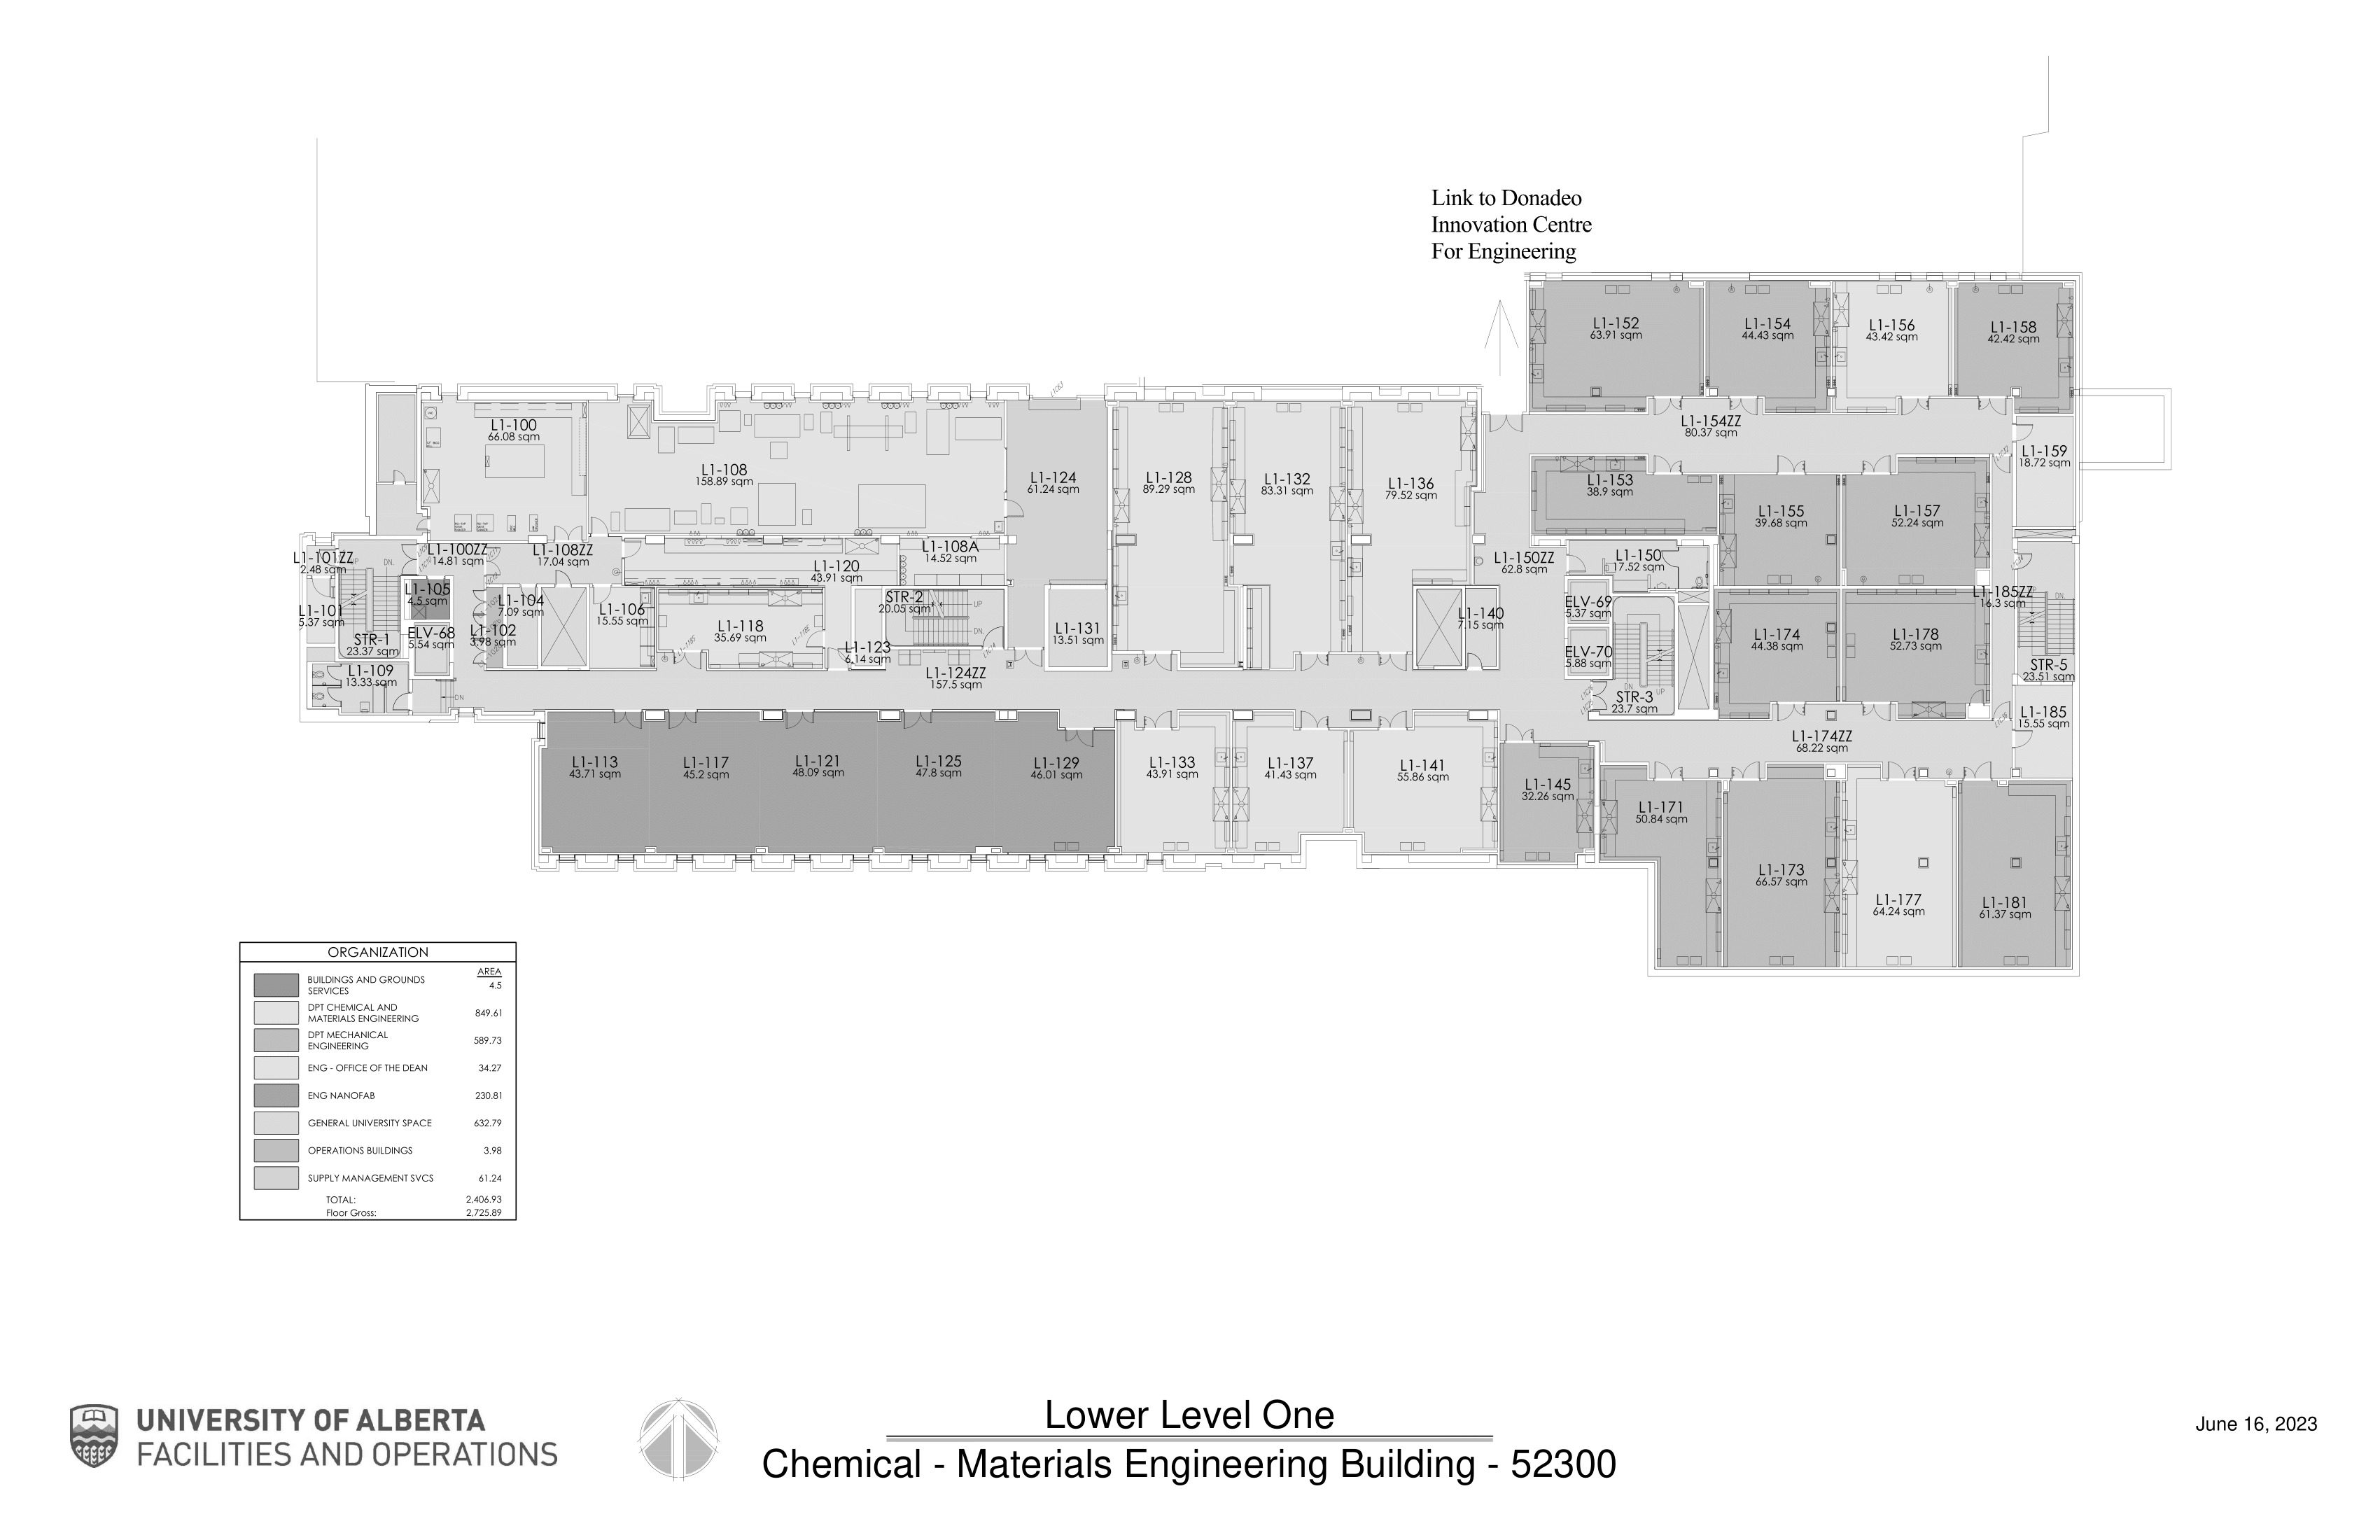 Link to Donadeo
Innovation Centre
For Engineering
L1-152
63.91 sqm
L1-154
44.43 sqm
L1-156
43.42 sqm
L1-158
42.42 sqm
L1-154ZZ
80.37 sqm
L1-159
18.72 sqm
L1-100
66.08 sqm
L1-108
158.89 sqm
L1-124
61.24 sqm
L1-128
89.29 sqm
L1-132
83.31 sqm
L1-136
79.52 sqm
L1-153
38.9 sqm
L1-155
39.68 sqm
L1-157
52.24 sqm
L1-101ZZ
2.48 sqm
UP
DN.
L1-100ZZ
14.81 sqm
L1-108ZZ
17.04 sqm
L1-120
43.91 sqm
L1-108A
14.52 sqm
L1-150ZZ
62.8 sqm
L1-150
17.52 sqm
L1-101
5.37 sqm
L1-105
4.5 sqm
L1-104
7.09 sqm
L1-106
15.55 sqm
STR-2
20.05 sqm
UP
DN.
ELV-69
5.37 sqm
L1-185ZZ
16.3 sqm
UP
DN.
STR-1
23.37 sqm
ELV-68
5.54 sqm
L1-102
3.98 sqm
L1-118
35.69 sqm
L1-123
6.14 sqm
L1-131
13.51 sqm
L1-140
7.15 sqm
ELV-70
5.88 sqm
L1-174
44.38 sqm
L1-178
52.73 sqm
L1-109
13.33 sqm
DN
L1-124ZZ
157.5 sqm
DN.
UP
STR-3
23.7 sqm
STR-5
23.51 sqm
L1-185
15.55 sqm
L1-174ZZ
68.22 sqm
L1-113
43.71 sqm
L1-117
45.2 sqm
L1-121
48.09 sqm
L1-125
47.8 sqm
L1-129
46.01 sqm
L1-133
43.91 sqm
L1-137
41.43 sqm
L1-141
55.86 sqm
L1-145
32.26 sqm
L1-171
50.84 sqm
L1-173
66.57 sqm
L1-177
64.24 sqm
L1-181
61.37 sqm
ORGANIZATION
AREA
BUILDINGS AND GROUNDS
SERVICES 4.5
DPT CHEMICAL AND
MATERIALS ENGINEERING 849.61
DPT MECHANICAL
ENGINEERING 589.73
ENG - OFFICE OF THE DEAN 34.27
ENG NANOFAB 230.81
GENERAL UNIVERSITY SPACE 632.79
OPERATIONS BUILDINGS 3.98
SUPPLY MANAGEMENT SVCS 61.24
TOTAL: 2,406.93
Floor Gross: 2,725.89
UNIVERSITY OF ALBERTA
FACILITIES AND OPERATIONS
Lower Level One
Chemical - Materials Engineering Building - 52300
June 16, 2023